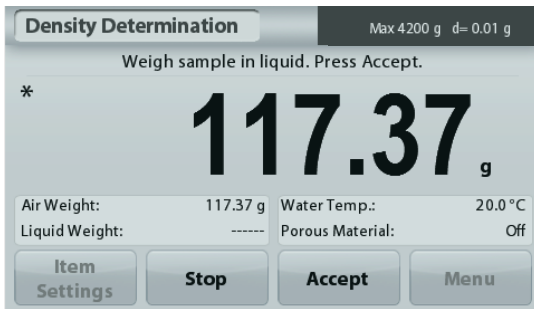 Density Determination
Max 4200 g d= 0.01 g
Weigh sample in liquid. Press Accept.
*
117.37 g
Air Weight: 117.37 g Water Temp.: 20.0 °C
Liquid Weight: ------ Porous Material: Off
Item Settings
Stop
Accept
Menu